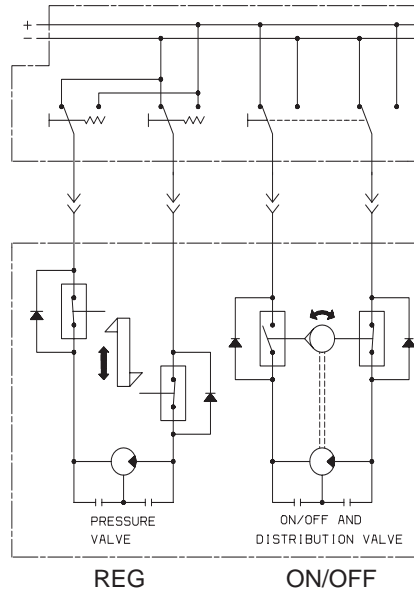 +
−
PRESSURE
VALVE
ON/OFF AND
DISTRIBUTION VALVE
REG
ON/OFF